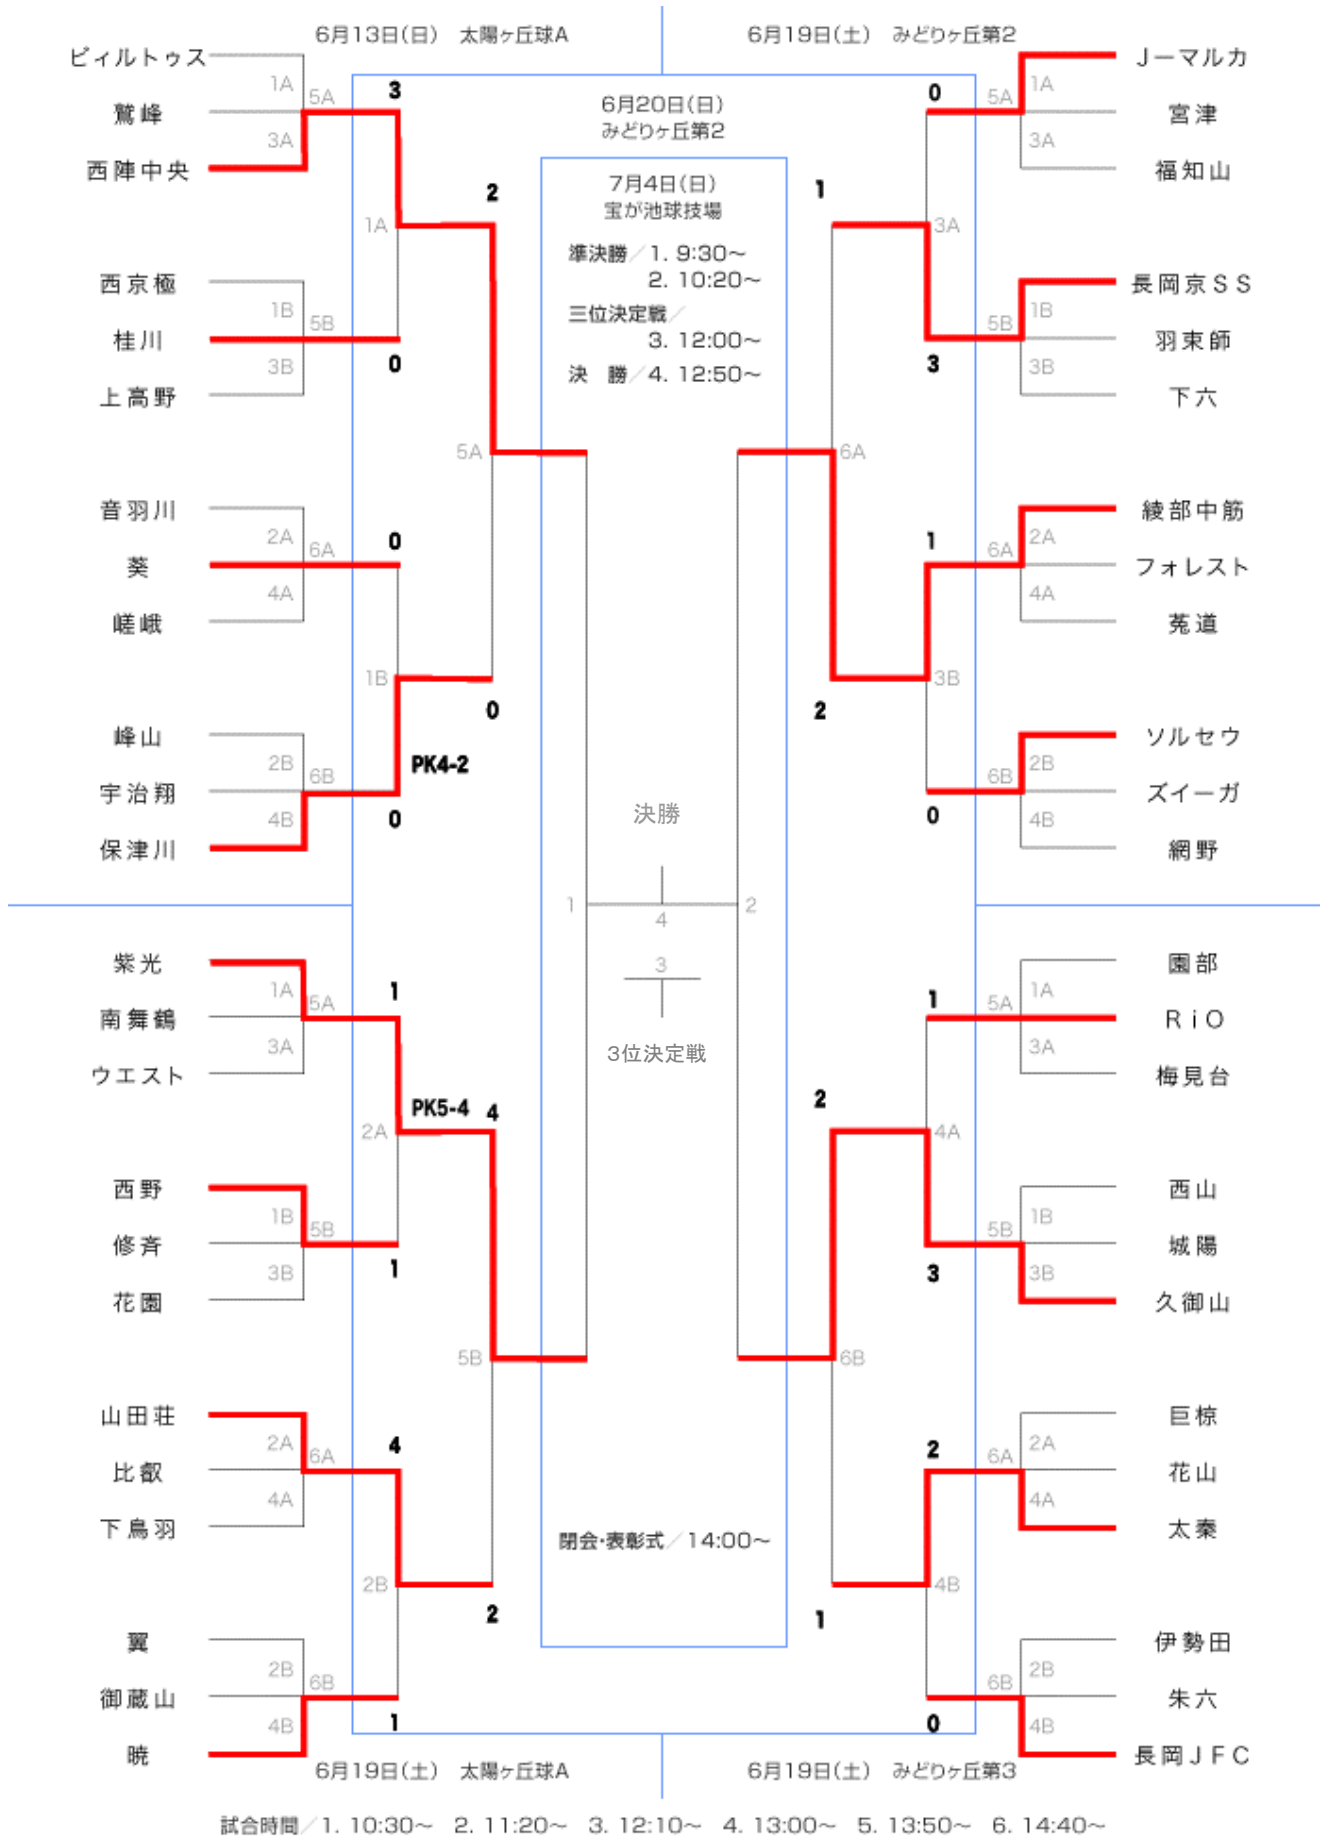 6月13日(日)　太陽ヶ丘球A
6月19日(土)　みどりヶ丘第2
6月20日(日)
みどりヶ丘第2
7月4日(日)
宝が池球技場
準決勝／1. 9:30～
2. 10:20～
三位決定戦／
3. 12:00～
決　勝／4. 12:50～
ビィルトゥス
1A
5A
3
鷲峰
3A
西陣中央
2
1A
西京極
1B
5B
桂川
0
3B
上高野
5A
音羽川
2A
6A
0
葵
4A
嵯峨
1B
0
峰山
PK4-2
2B
6B
宇治翔
0
4B
保津川
Jーマルカ
0
5A
1A
宮津
3A
福知山
1
3A
長岡京SS
5B
1B
羽束師
3
3B
下六
6A
綾部中筋
1
6A
2A
フォレスト
4A
菟道
3B
2
ソルセウ
6B
2B
ズイーガ
0
4B
網野
決勝
1
2
4
3
3位決定戦
紫光
1A
5A
1
南舞鶴
3A
ウエスト
PK5-4
4
2A
西野
1B
5B
修斉
1
3B
花園
5B
山田荘
2A
6A
4
比叡
4A
下鳥羽
2B
2
翼
2B
6B
御蔵山
1
4B
暁
園部
1
5A
1A
RiO
3A
梅見台
2
4A
西山
5B
1B
城陽
3
3B
久御山
6B
巨椋
2
6A
2A
花山
4A
太秦
4B
1
伊勢田
6B
2B
朱六
0
4B
長岡JFC
閉会・表彰式／14:00～
6月19日(土)　太陽ヶ丘球A
6月19日(土)　みどりヶ丘第3
試合時間／1. 10:30～　2. 11:20～　3. 12:10～　4. 13:00～　5. 13:50～　6. 14:40～